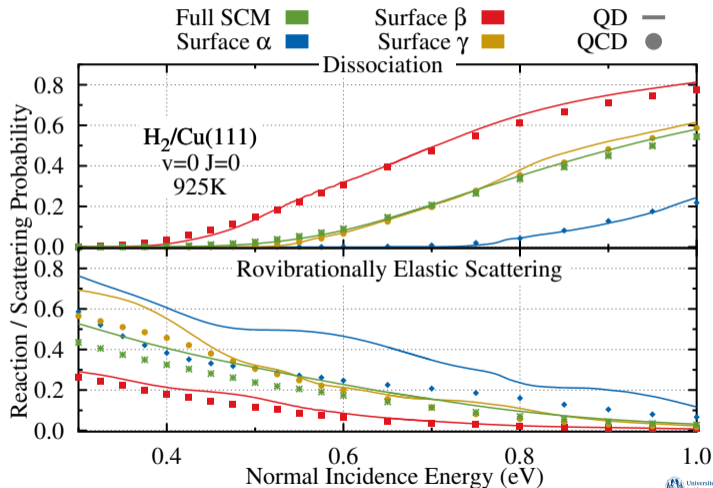 Full SCM
Surface β
QD
Surface α
Surface γ
QCD
Dissociation
0.8
0.6
0.4
0.2
0.0
H₂/Cu(111)
v=0 J=0
925K
Reaction / Scattering Probability
Rovibrationally Elastic Scattering
0.8
0.6
0.4
0.2
0.0
0.4 0.6 0.8 1.0
Normal Incidence Energy (eV)